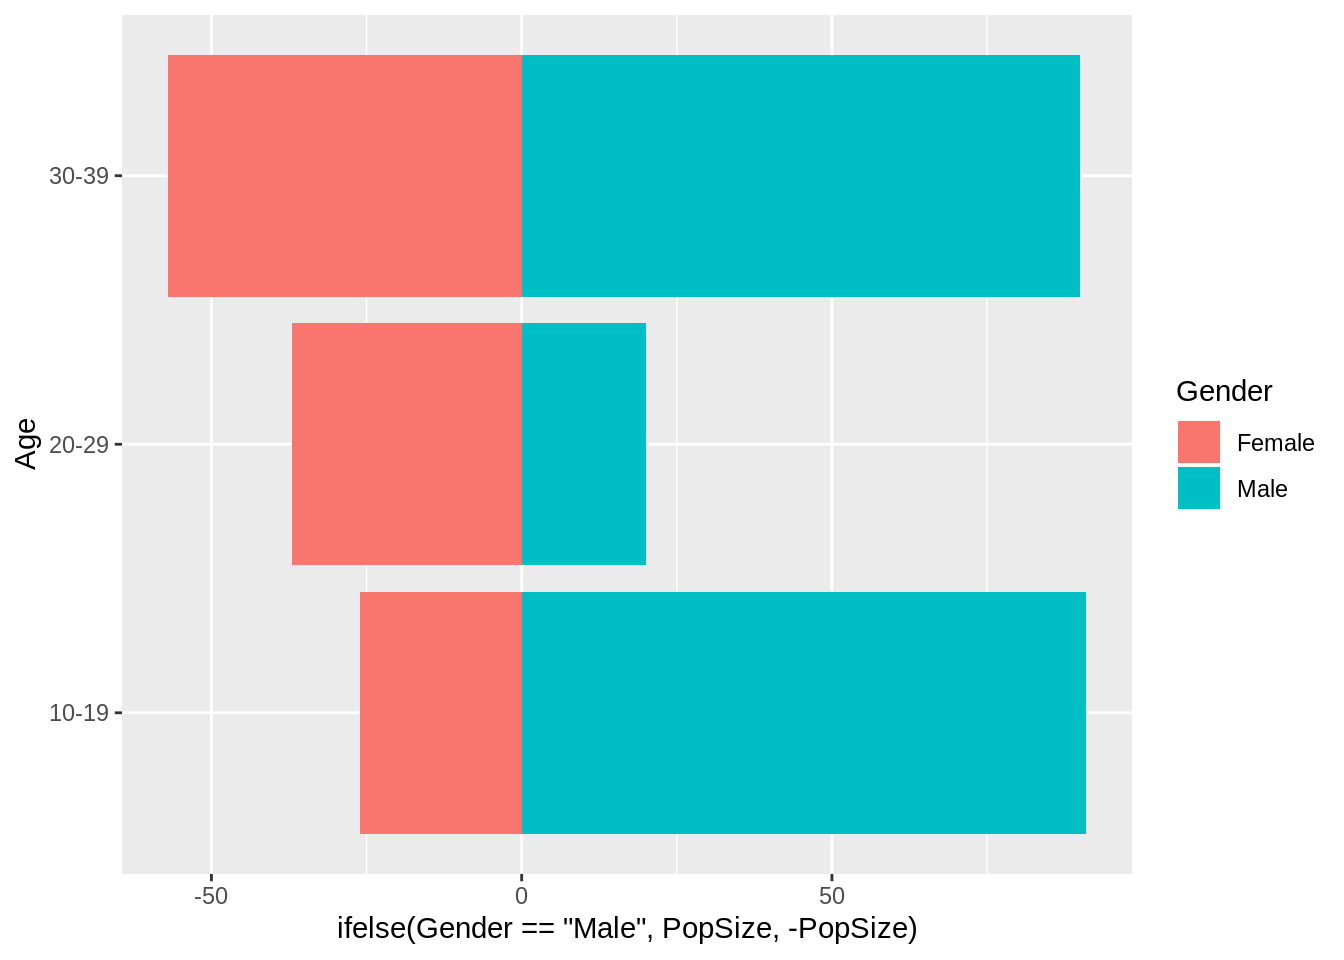 30-39
20-29
10-19
Age
-50
0
50
ifelse(Gender == "Male", PopSize, -PopSize)
Gender
Female
Male